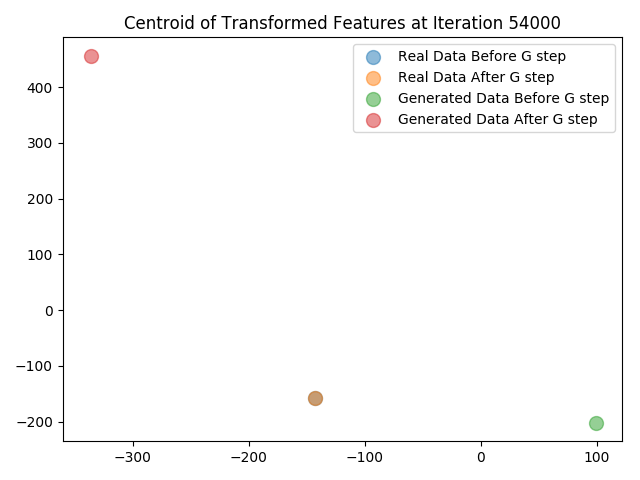 Centroid of Transformed Features at Iteration 54000
Real Data Before G step
Real Data After G step
Generated Data Before G step
Generated Data After G step
400
300
200
100
0
−100
−200
−300
−200
−100
0
100